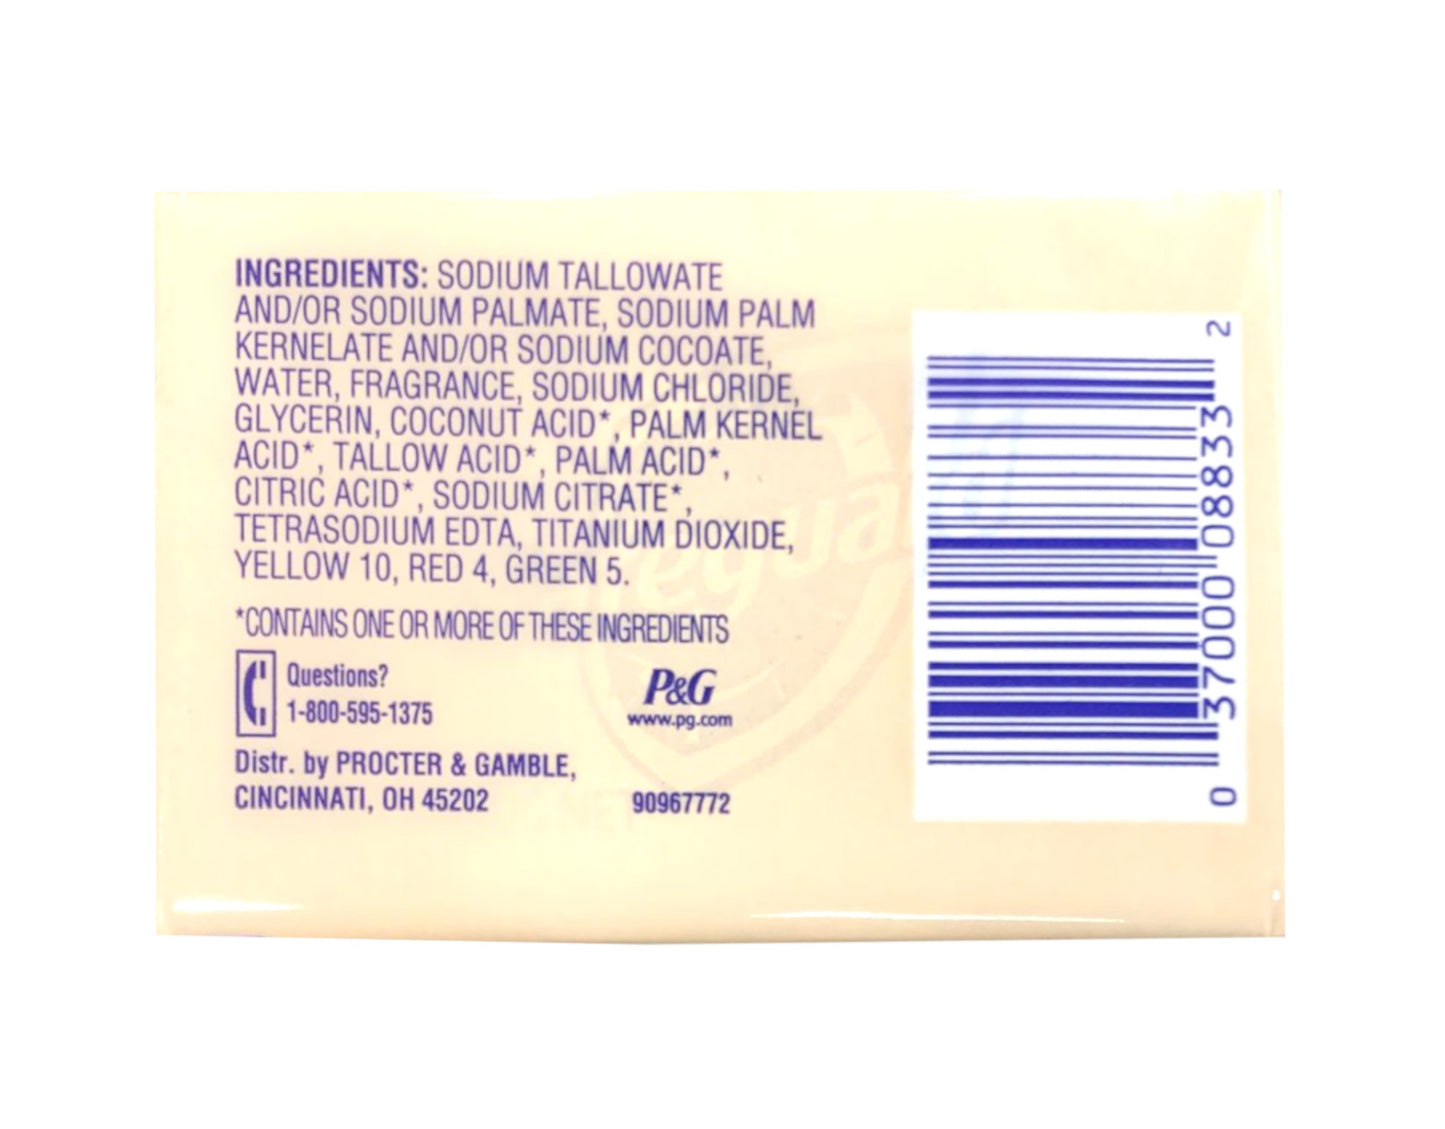 INGREDIENTS: SODIUM TALLOWATE
AND/OR SODIUM PALMATE, SODIUM PALM
KERNELATE AND/OR SODIUM COCOATE,
WATER, FRAGRANCE, SODIUM CHLORIDE,
GLYCERIN, COCONUT ACID*, PALM KERNEL
ACID*, TALLOW ACID*, PALM ACID*,
CITRIC ACID*, SODIUM CITRATE*,
TETRASODIUM EDTA, TITANIUM DIOXIDE,
YELLOW 10, RED 4, GREEN 5.
*CONTAINS ONE OR MORE OF THESE INGREDIENTS
Questions?
1-800-595-1375
P&G
www.pg.com
Distr. by PROCTER & GAMBLE,
CINCINNATI, OH 45202
90967772
0 37000 08833 2